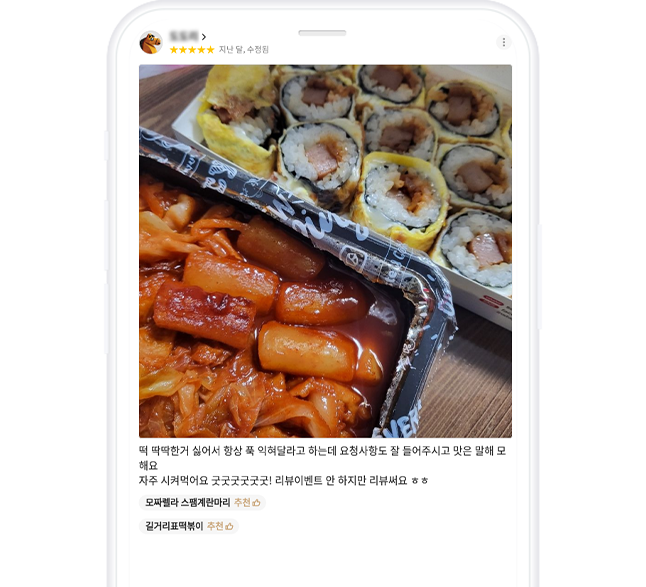 지난 달, 수정됨
떡 딱딱한거 싫어서 항상 푹 익혀달라고 하는데 요청사항도 잘 들어주시고 맛은 말해 모
해요
자주 시켜먹어요 굿굿굿굿굿굿! 리뷰이벤트 안 하지만 리뷰써요 ㅎㅎ
모짜렐라 스팸계란마리 추천
길거리표떡볶이 추천